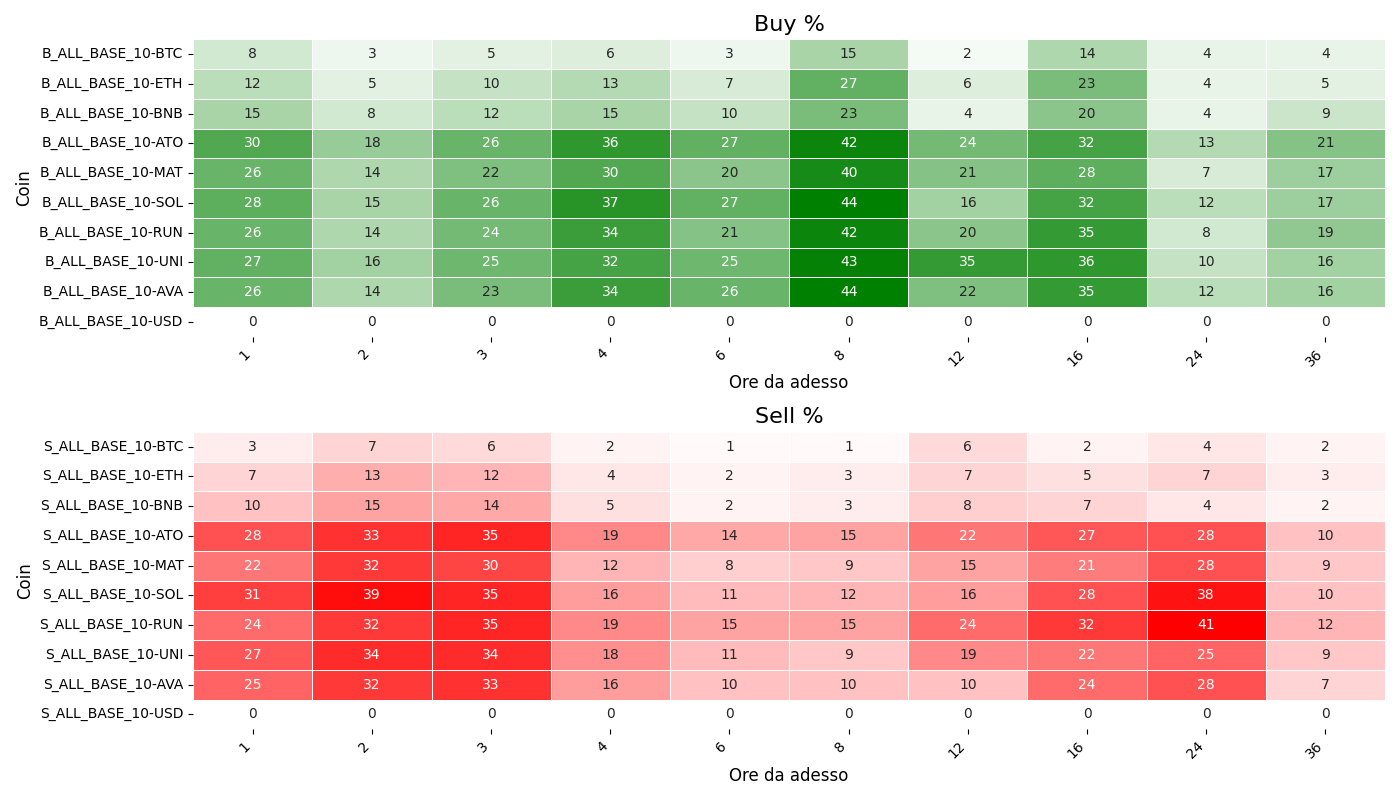 Buy %
Coin
B_ALL_BASE_10-BTC 8 3 5 6 3 15 2 14 4 4
B_ALL_BASE_10-ETH 12 5 10 13 7 27 6 23 4 5
B_ALL_BASE_10-BNB 15 8 12 15 10 23 4 20 4 9
B_ALL_BASE_10-ATO 30 18 26 36 27 42 24 32 13 21
B_ALL_BASE_10-MAT 26 14 22 30 20 40 21 28 7 17
B_ALL_BASE_10-SOL 28 15 26 37 27 44 16 32 12 17
B_ALL_BASE_10-RUN 26 14 24 34 21 42 20 35 8 19
B_ALL_BASE_10-UNI 27 16 25 32 25 43 35 36 10 16
B_ALL_BASE_10-AVA 26 14 23 34 26 44 22 35 12 16
B_ALL_BASE_10-USD 0 0 0 0 0 0 0 0 0 0
1 2 3 4 6 8 12 16 24 36
Ore da adesso
Sell %
Coin
S_ALL_BASE_10-BTC 3 7 6 2 1 1 6 2 4 2
S_ALL_BASE_10-ETH 7 13 12 4 2 3 7 5 7 3
S_ALL_BASE_10-BNB 10 15 14 5 2 3 8 7 4 2
S_ALL_BASE_10-ATO 28 33 35 19 14 15 22 27 28 10
S_ALL_BASE_10-MAT 22 32 30 12 8 9 15 21 28 9
S_ALL_BASE_10-SOL 31 39 35 16 11 12 16 28 38 10
S_ALL_BASE_10-RUN 24 32 35 19 15 15 24 32 41 12
S_ALL_BASE_10-UNI 27 34 34 18 11 9 19 22 25 9
S_ALL_BASE_10-AVA 25 32 33 16 10 10 10 24 28 7
S_ALL_BASE_10-USD 0 0 0 0 0 0 0 0 0 0
1 2 3 4 6 8 12 16 24 36
Ore da adesso